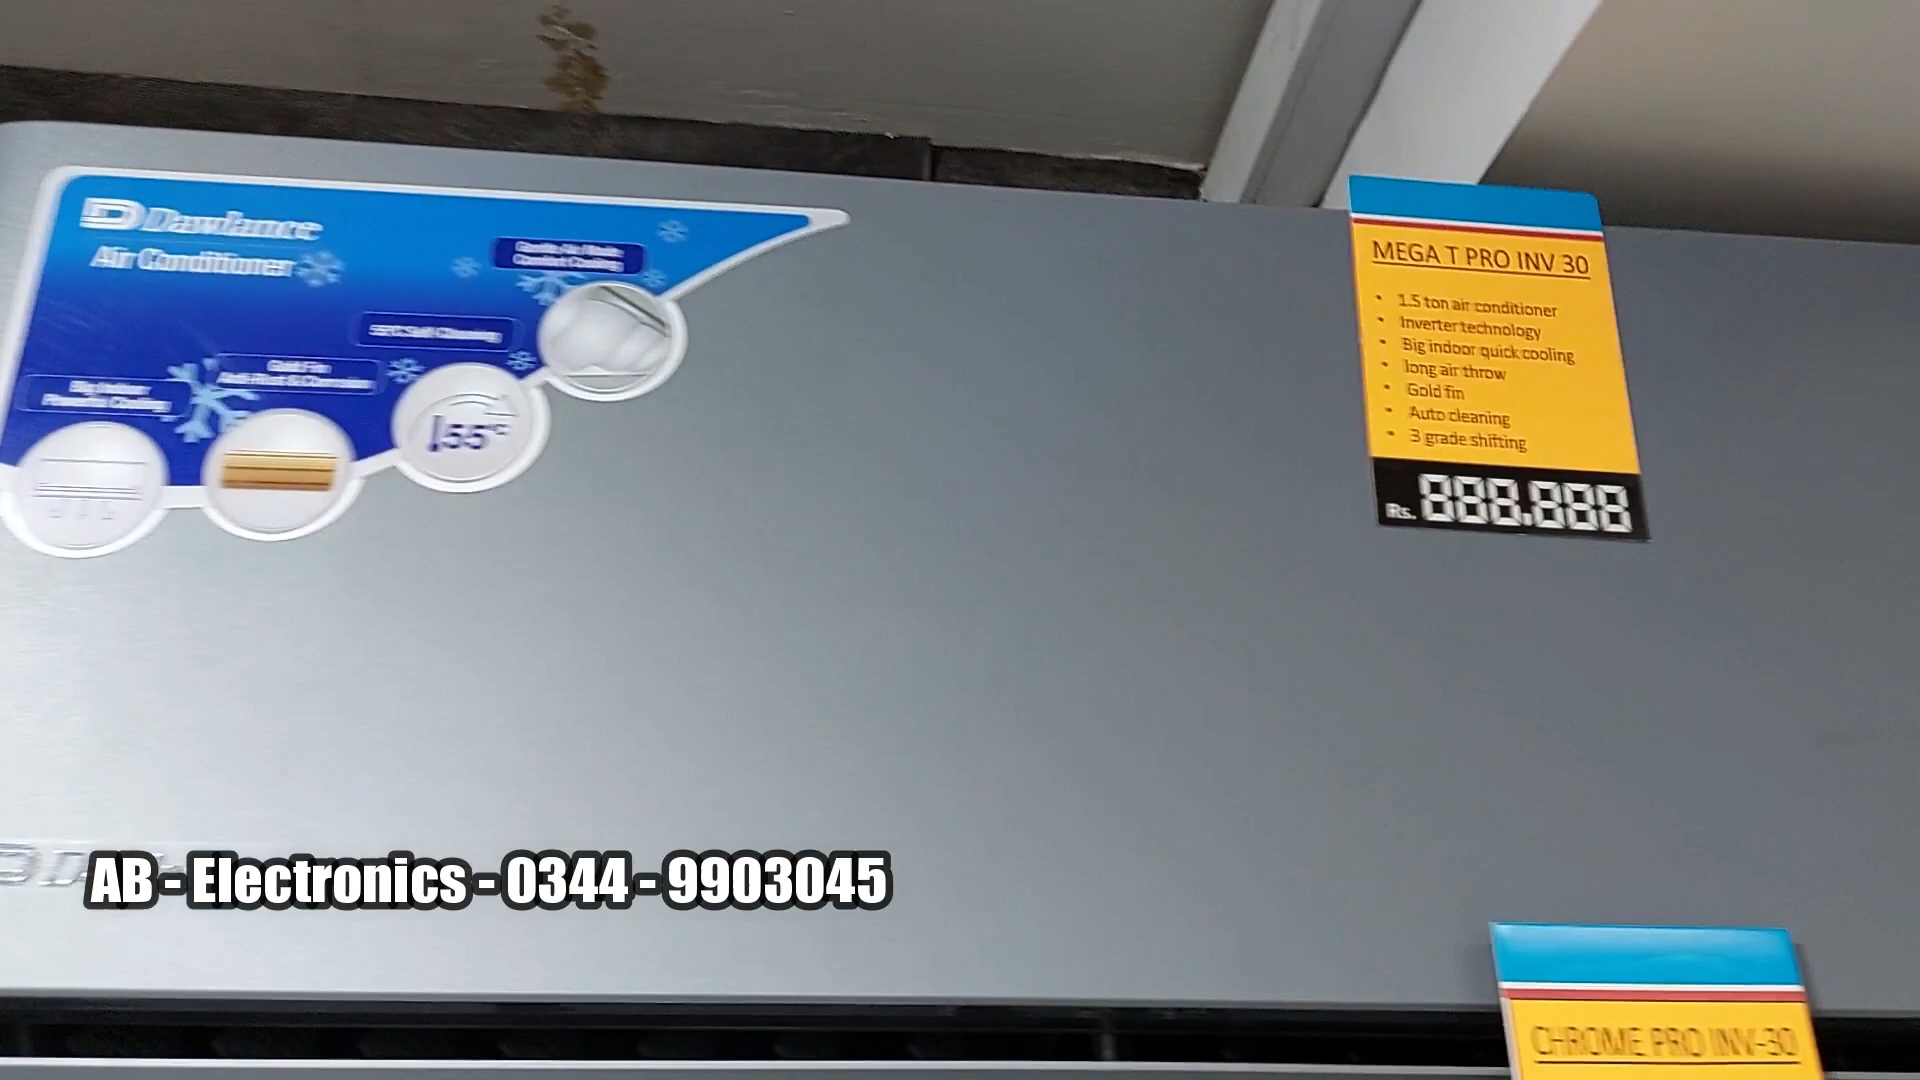 Dawlance
Air Conditioner
55°C
MEGA T PRO INV 30
• 1.5 ton air conditioner
• Inverter technology
• Big indoor quick cooling
• long air throw
• Gold fin
• Auto cleaning
• 3 grade shifting
Rs. 888.888
AB - Electronics - 0344 - 9903045
CHROME PRO INV-30